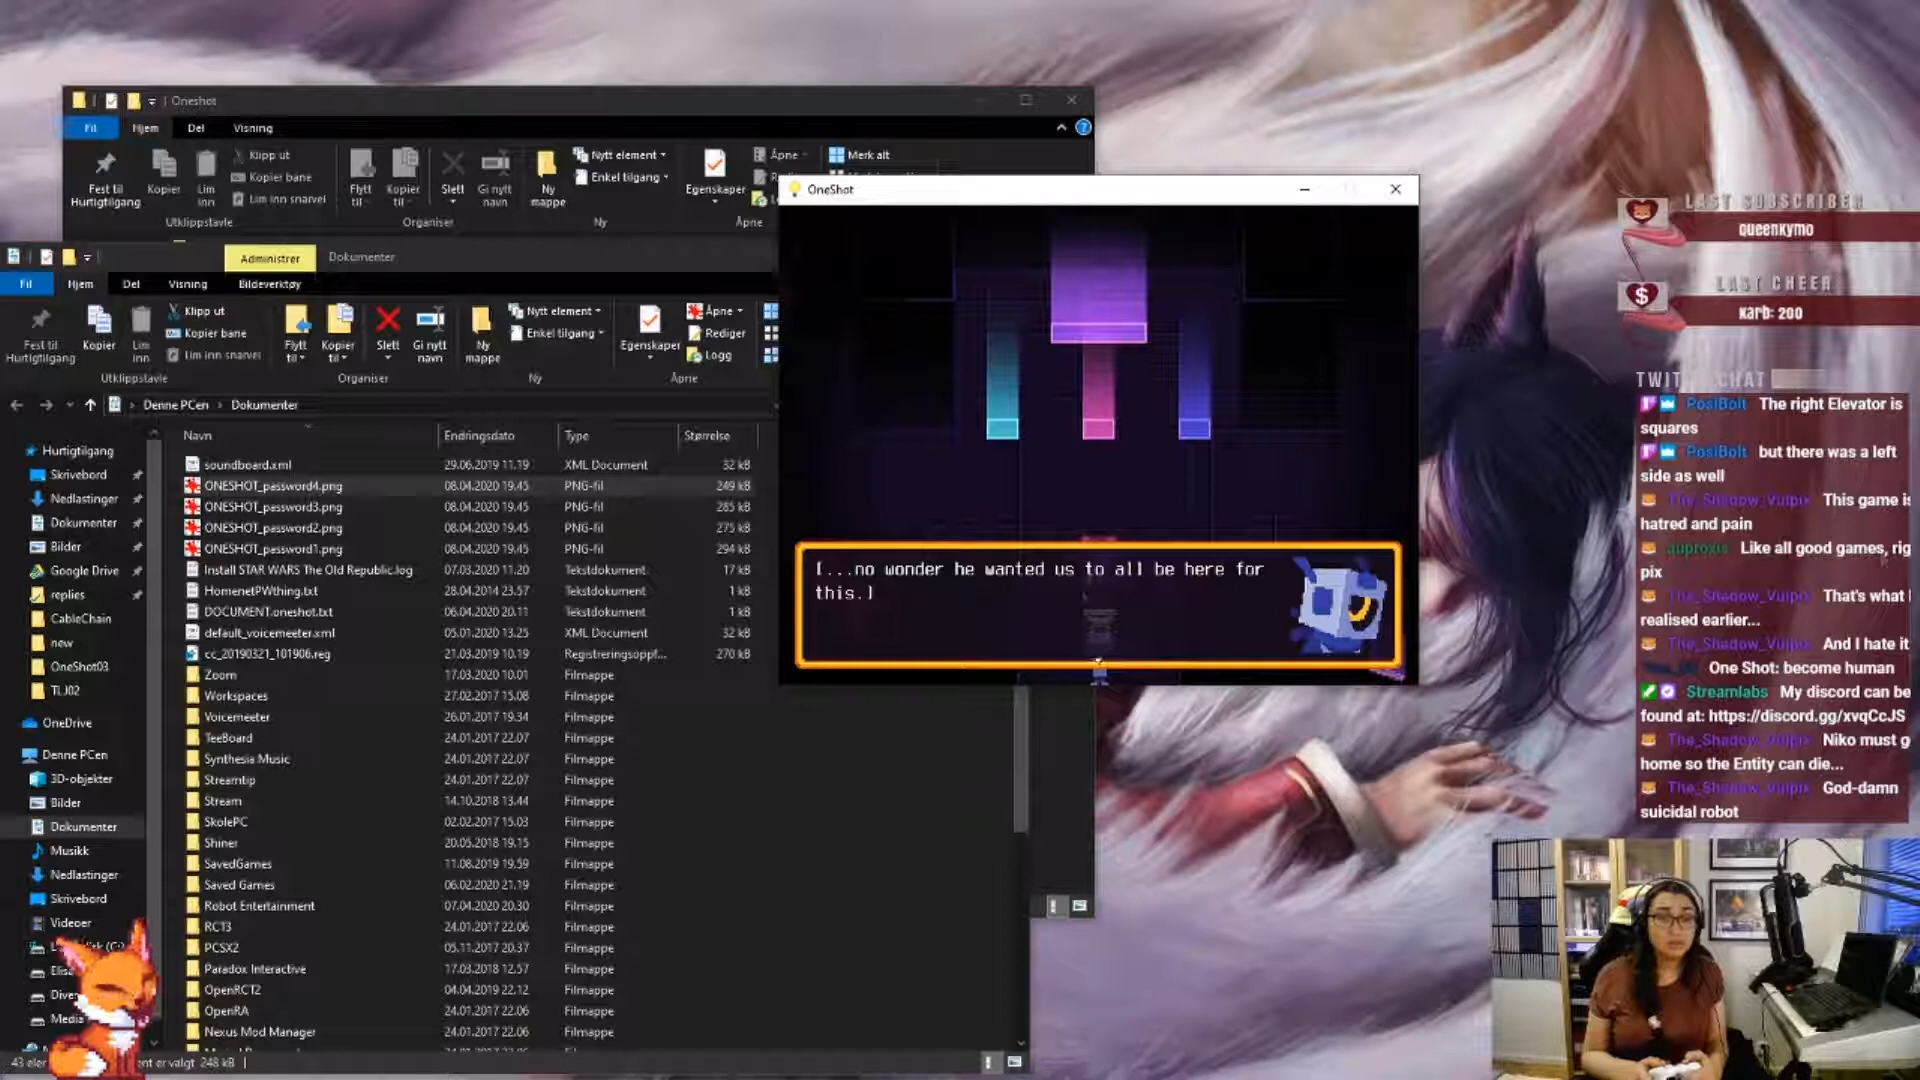 Oneshot
Fil Hjem Del Visning
Fest til Hurtigtilgang
Kopier
Lim inn
Klipp ut
Kopier bane
Lim inn snarvei
Utklippstavle
Flytt til
Kopier til
Slett
Gi nytt navn
Organiser
Ny mappe
Nytt element
Enkel tilgang
Ny
Egenskaper
Åpne
Åpne
Merk alt
Administrer Dokumenter
Fil Hjem Del Visning Bildeverktøy
Fest til Hurtigtilgang
Kopier
Lim inn
Klipp ut
Kopier bane
Lim inn snarvei
Utklippstavle
Flytt til
Kopier til
Slett
Gi nytt navn
Organiser
Ny mappe
Nytt element
Enkel tilgang
Ny
Egenskaper
Åpne
Rediger
Logg
Åpne
Denne PCen > Dokumenter
Hurtigtilgang
Skrivebord
Nedlastinger
Dokumenter
Bilder
Google Drive
replies
CableChain
new
OneShot03
TLJ02
OneDrive
Denne PCen
3D-objekter
Bilder
Dokumenter
Musikk
Nedlastinger
Skrivebord
Videoer
Media
Navn Endringsdato Type Størrelse
soundboard.xml 29.06.2019 11.19 XML Document 32 kB
ONESHOT_password4.png 08.04.2020 19.45 PNG-fil 249 kB
ONESHOT_password3.png 08.04.2020 19.45 PNG-fil 285 kB
ONESHOT_password2.png 08.04.2020 19.45 PNG-fil 275 kB
ONESHOT_password1.png 08.04.2020 19.45 PNG-fil 294 kB
Install STAR WARS The Old Republic.log 07.03.2020 11.20 Tekstdokument 17 kB
HomenetPWthing.txt 28.04.2014 23.57 Tekstdokument 1 kB
DOCUMENT.oneshot.txt 06.04.2020 20.11 Tekstdokument 1 kB
default_voicemeeter.xml 05.01.2020 13.25 XML Document 32 kB
cc_20190321_101906.reg 21.03.2019 10.19 Registreringsoppf... 270 kB
Zoom 17.03.2020 10.01 Filmappe
Workspaces 27.02.2017 15.08 Filmappe
Voicemeeter 26.01.2017 19.34 Filmappe
TeeBoard 24.01.2017 22.07 Filmappe
Synthesia Music 24.01.2017 22.07 Filmappe
Streamtip 24.01.2017 22.07 Filmappe
Stream 14.10.2018 13.44 Filmappe
SkolePC 02.02.2017 15.03 Filmappe
Shiner 20.05.2018 19.15 Filmappe
SavedGames 11.08.2019 19.59 Filmappe
Saved Games 06.02.2020 21.19 Filmappe
Robot Entertainment 07.04.2020 20.30 Filmappe
RCT3 24.01.2017 22.06 Filmappe
PCSX2 05.11.2017 20.37 Filmappe
Paradox Interactive 17.03.2018 12.57 Filmappe
OpenRCT2 04.04.2019 22.12 Filmappe
OpenRA 24.01.2017 22.06 Filmappe
Nexus Mod Manager 24.01.2017 22.06 Filmappe
er valgt 248 kB
OneShot
[...no wonder he wanted us to all be here for
this.]
LAST SUBSCRIBER
queenkymo
LAST CHEER
Karb: 200
CHAT
PosiBolt The right Elevator is
squares
PosiBolt but there was a left
side as well
The_Shadow_Vulpix This game is
hatred and pain
auproxis Like all good games, rig
pix
The_Shadow_Vulpix That's what I
realised earlier...
The_Shadow_Vulpix And I hate it
One Shot: become human
Streamlabs My discord can be
found at: https://discord.gg/xvqCcJS
The_Shadow_Vulpix Niko must g
home so the Entity can die...
The_Shadow_Vulpix God-damn
suicidal robot